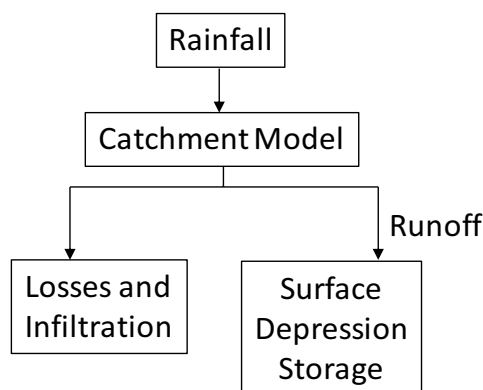 Rainfall
Catchment Model
Runoff
Losses and
Infiltration
Surface
Depression
Storage